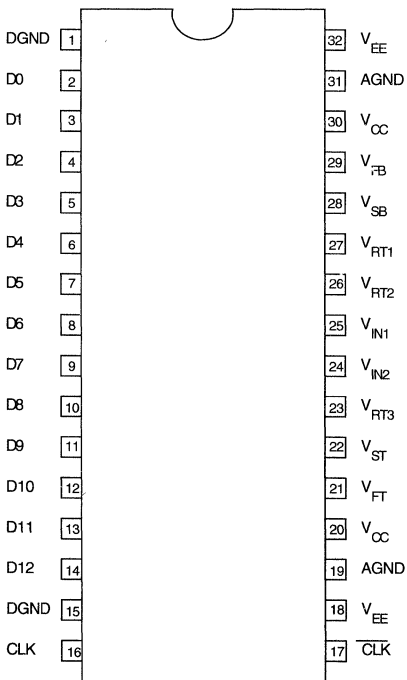 DGND 1 32 VEE
D0 2 31 AGND
D1 3 30 VCC
D2 4 29 VFB
D3 5 28 VSB
D4 6 27 VRT1
D5 7 26 VRT2
D6 8 25 VIN1
D7 9 24 VIN2
D8 10 23 VRT3
D9 11 22 VST
D10 12 21 VFT
D11 13 20 VCC
D12 14 19 AGND
DGND 15 18 VEE
CLK 16 17 CLK